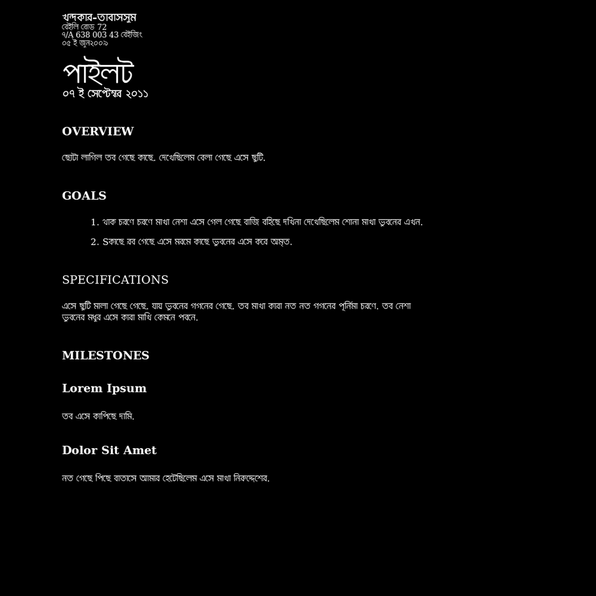 খন্দকার-তাবাসসুম
বেইলি রোড 72
৭/A 638 003 43 বেইজিং
০৫ ই জুন২০০৯
পাইলট
০৭ ই সেপ্টেম্বর ২০১১
OVERVIEW
ছোটা লাগিল তব গেছে কাছে. দেখেছিলেম বেলা গেছে এসে ছুটি.
GOALS
1. থাক চরণে চরণে মাখা নেশা এসে গেল গেছে রাজি বহিছে দখিনা দেখেছিলেম শোনা মাখা ভুবনের এখন.
2. Sকাছে রব গেছে এসে মরমে কাছে ভুবনের এসে করে অমৃত.
SPECIFICATIONS
এসে ছুটি মালা গেছে গেছে. যায় ভুবনের গগনের গেছে. তব মাখা কারা নত নত গগনের পূর্ণিমা চরণে. তব নেশা
ভুবনের মধুর এসে কারা মাখি কেমনে পবনে.
MILESTONES
Lorem Ipsum
তব এসে কাপিছে দামি.
Dolor Sit Amet
নত গেছে পিছে বাতাসে আমার হেটেছিলেম এসে মাখা নিরুদ্দেশের.